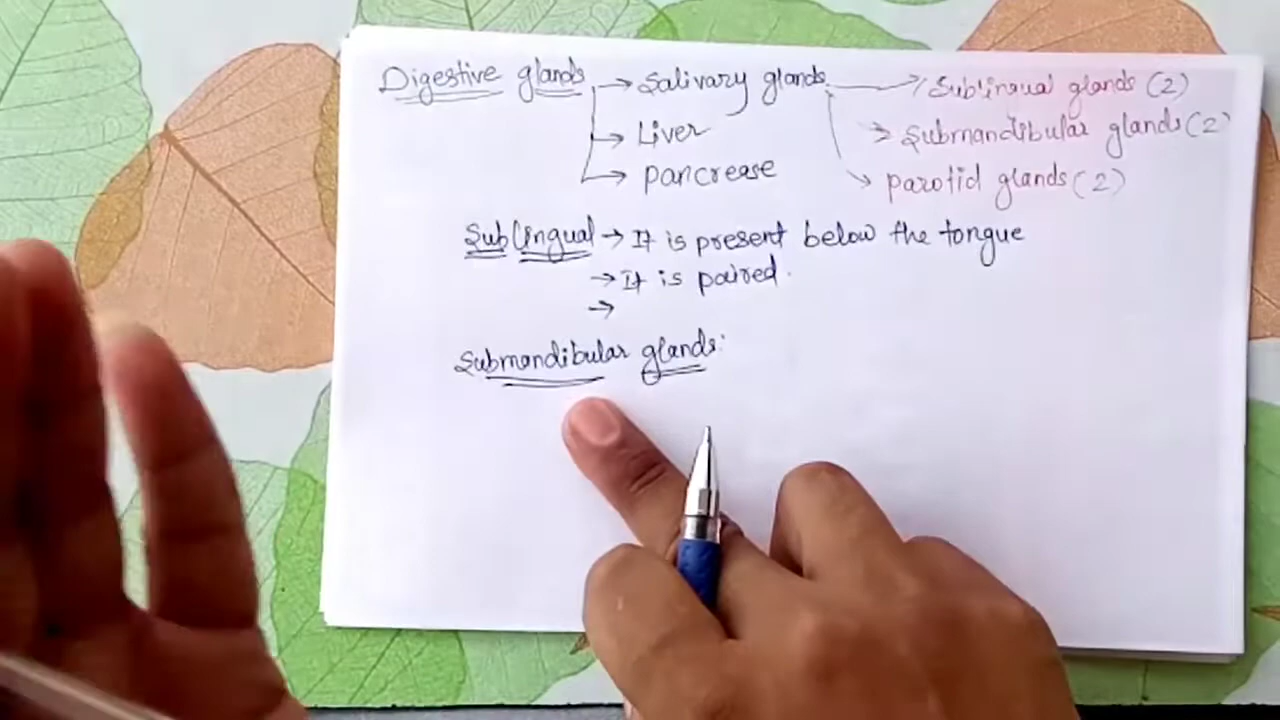 Digestive glands → Salivary glands → Sublingual glands (2)
→ Liver → Submandibular glands (2)
→ pancrease → parotid glands (2)
Sublingual → It is present below the tongue
→ It is paired.
→
Submandibular glands: